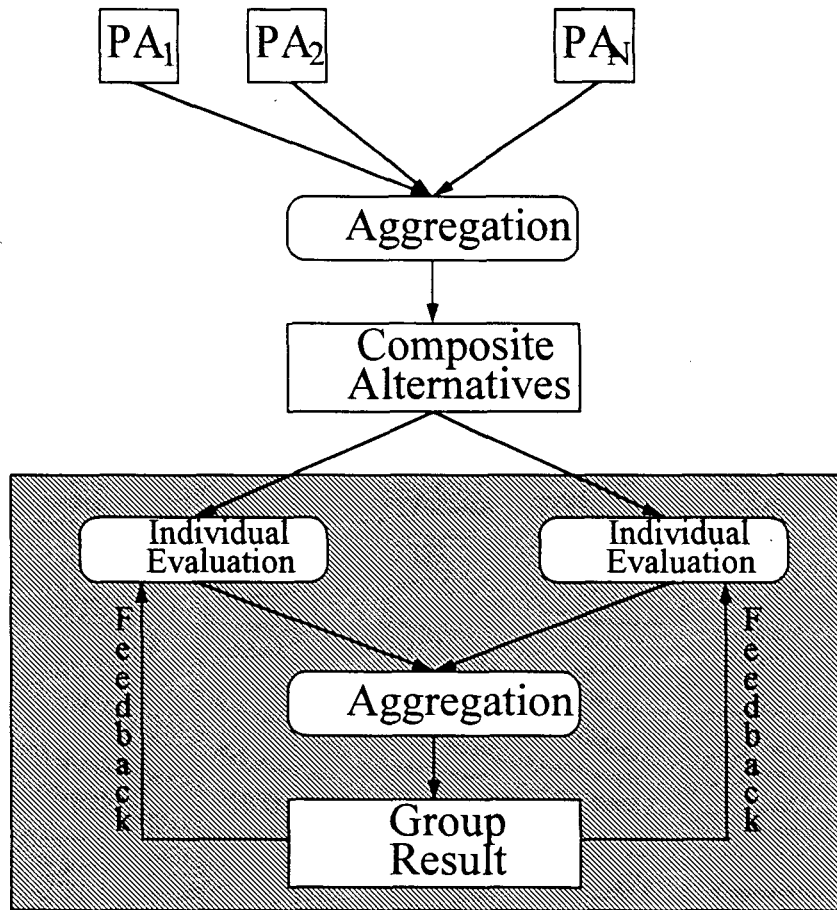 PA1 PA2 PAN
Aggregation
Composite
Alternatives
Individual
Evaluation
Individual
Evaluation
Feedback
Feedback
Aggregation
Group
Result